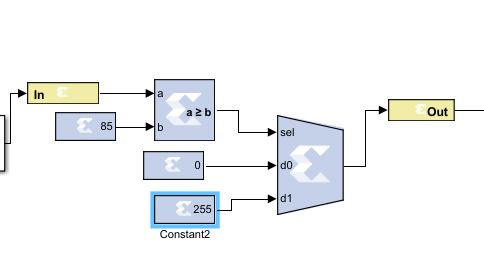 In
a
a ≥ b
b
85
sel
0
d0
255
d1
Constant2
Out